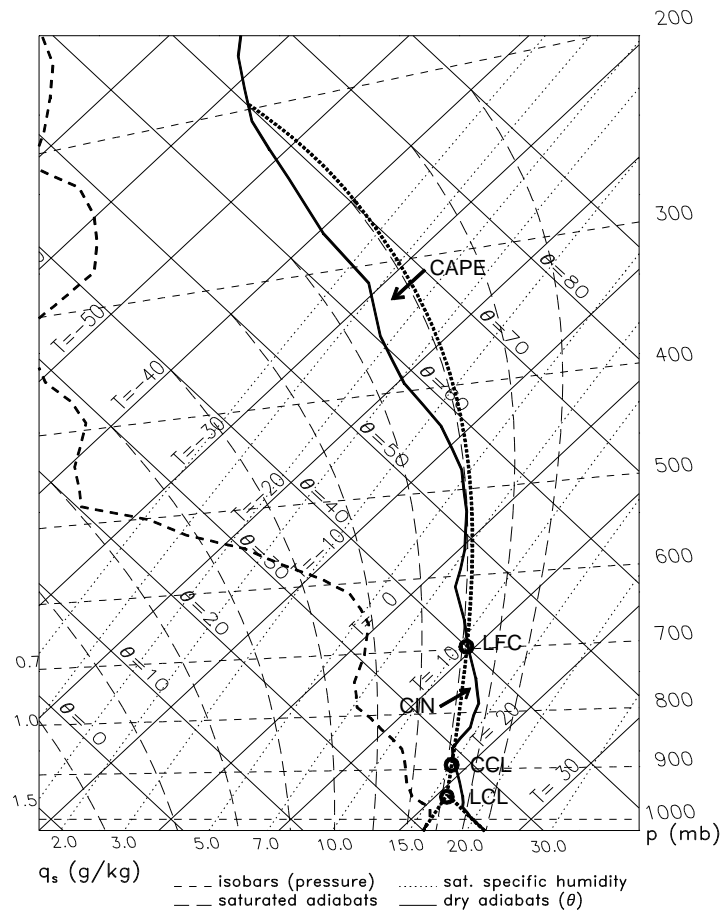 200
300
400
500
600
700
800
900
1000
p (mb)
CAPE
θ=80
θ=70
θ=60
θ=50
θ=40
θ=30
θ=20
θ=10
θ=0
T=-50
T=-40
T=-30
T=-20
T=-10
T= 0
T= 10
T= 20
T= 30
LFC
CIN
CCL
LCL
0.7
1.0
1.5
2.0 3.0 5.0 7.0 10.0 15.0 20.0 30.0
qs (g/kg)
isobars (pressure) sat. specific humidity
saturated adiabats dry adiabats (θ)